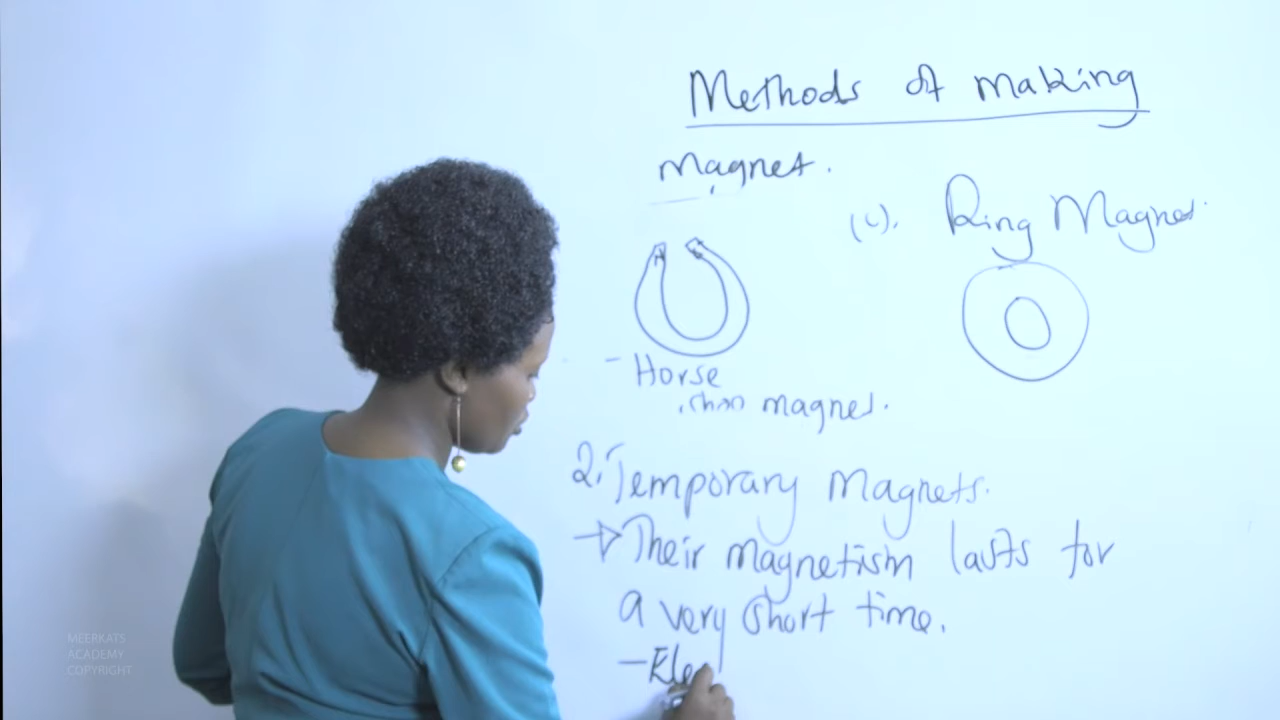 Methods of making
magnet.
(c). Ring Magnet.
- Horse
magnet.
2. Temporary Magnets.
→ Their magnetism lasts for
a very short time.
- Elec
MEERKATS
ACADEMY
COPYRIGHT